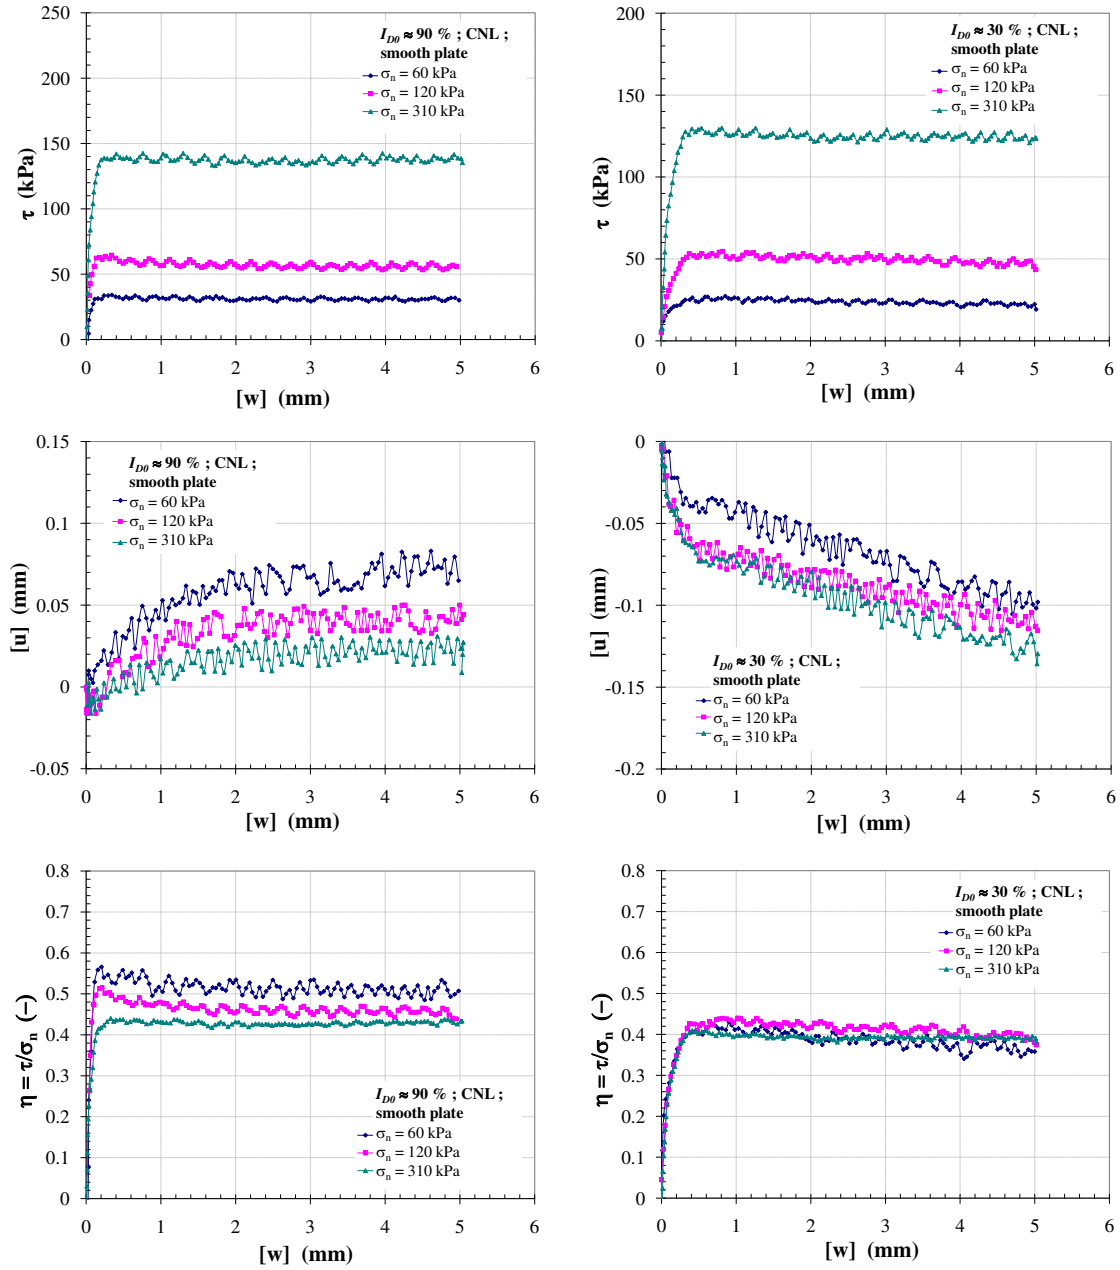 250
200
150
100
50
0
τ (kPa)
I_D0 ≈ 90 % ; CNL ;
smooth plate
σn = 60 kPa
σn = 120 kPa
σn = 310 kPa
0 1 2 3 4 5 6
[w] (mm)
200
150
100
50
0
τ (kPa)
I_D0 ≈ 30 % ; CNL ;
smooth plate
σn = 60 kPa
σn = 120 kPa
σn = 310 kPa
0 1 2 3 4 5 6
[w] (mm)
0.15
0.1
0.05
0
-0.05
[u] (mm)
I_D0 ≈ 90 % ; CNL ;
smooth plate
σn = 60 kPa
σn = 120 kPa
σn = 310 kPa
0 1 2 3 4 5 6
[w] (mm)
0
-0.05
-0.1
-0.15
-0.2
[u] (mm)
I_D0 ≈ 30 % ; CNL ;
smooth plate
σn = 60 kPa
σn = 120 kPa
σn = 310 kPa
0 1 2 3 4 5 6
[w] (mm)
0.8
0.7
0.6
0.5
0.4
0.3
0.2
0.1
0
η = τ/σn (–)
I_D0 ≈ 90 % ; CNL ;
smooth plate
σn = 60 kPa
σn = 120 kPa
σn = 310 kPa
0 1 2 3 4 5 6
[w] (mm)
0.8
0.7
0.6
0.5
0.4
0.3
0.2
0.1
0
η = τ/σn (–)
I_D0 ≈ 30 % ; CNL ;
smooth plate
σn = 60 kPa
σn = 120 kPa
σn = 310 kPa
0 1 2 3 4 5 6
[w] (mm)